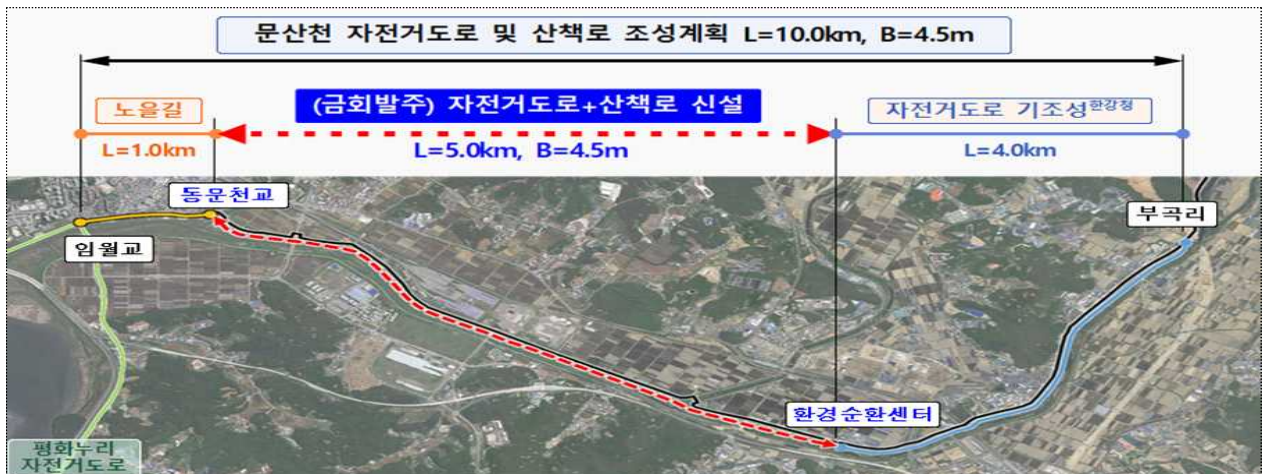 문산천 자전거도로 및 산책로 조성계획 L=10.0km, B=4.5m
노을길
(금회발주) 자전거도로+산책로 신설
자전거도로 기조성한강청
L=1.0km
L=5.0km, B=4.5m
L=4.0km
동문천교
부곡리
임월교
환경순환센터
평화누리
자전거도로